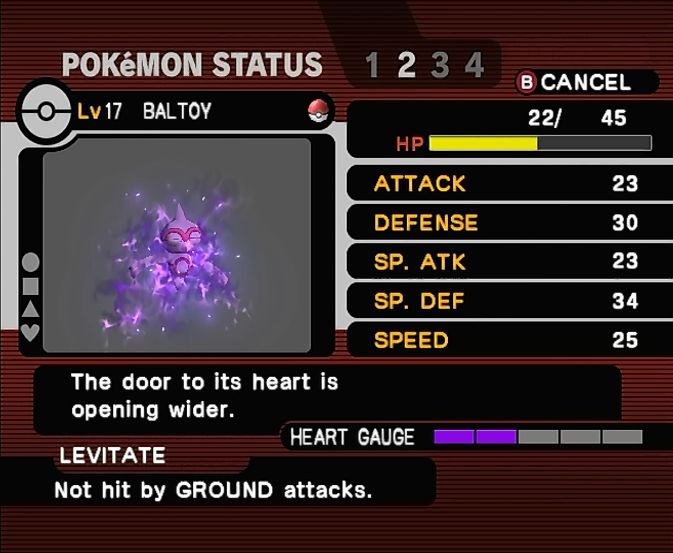 POKéMON STATUS 1 2 3 4
B CANCEL
Lv 17 BALTOY
22/ 45
HP
ATTACK 23
DEFENSE 30
SP. ATK 23
SP. DEF 34
SPEED 25
The door to its heart is
opening wider.
HEART GAUGE
LEVITATE
Not hit by GROUND attacks.